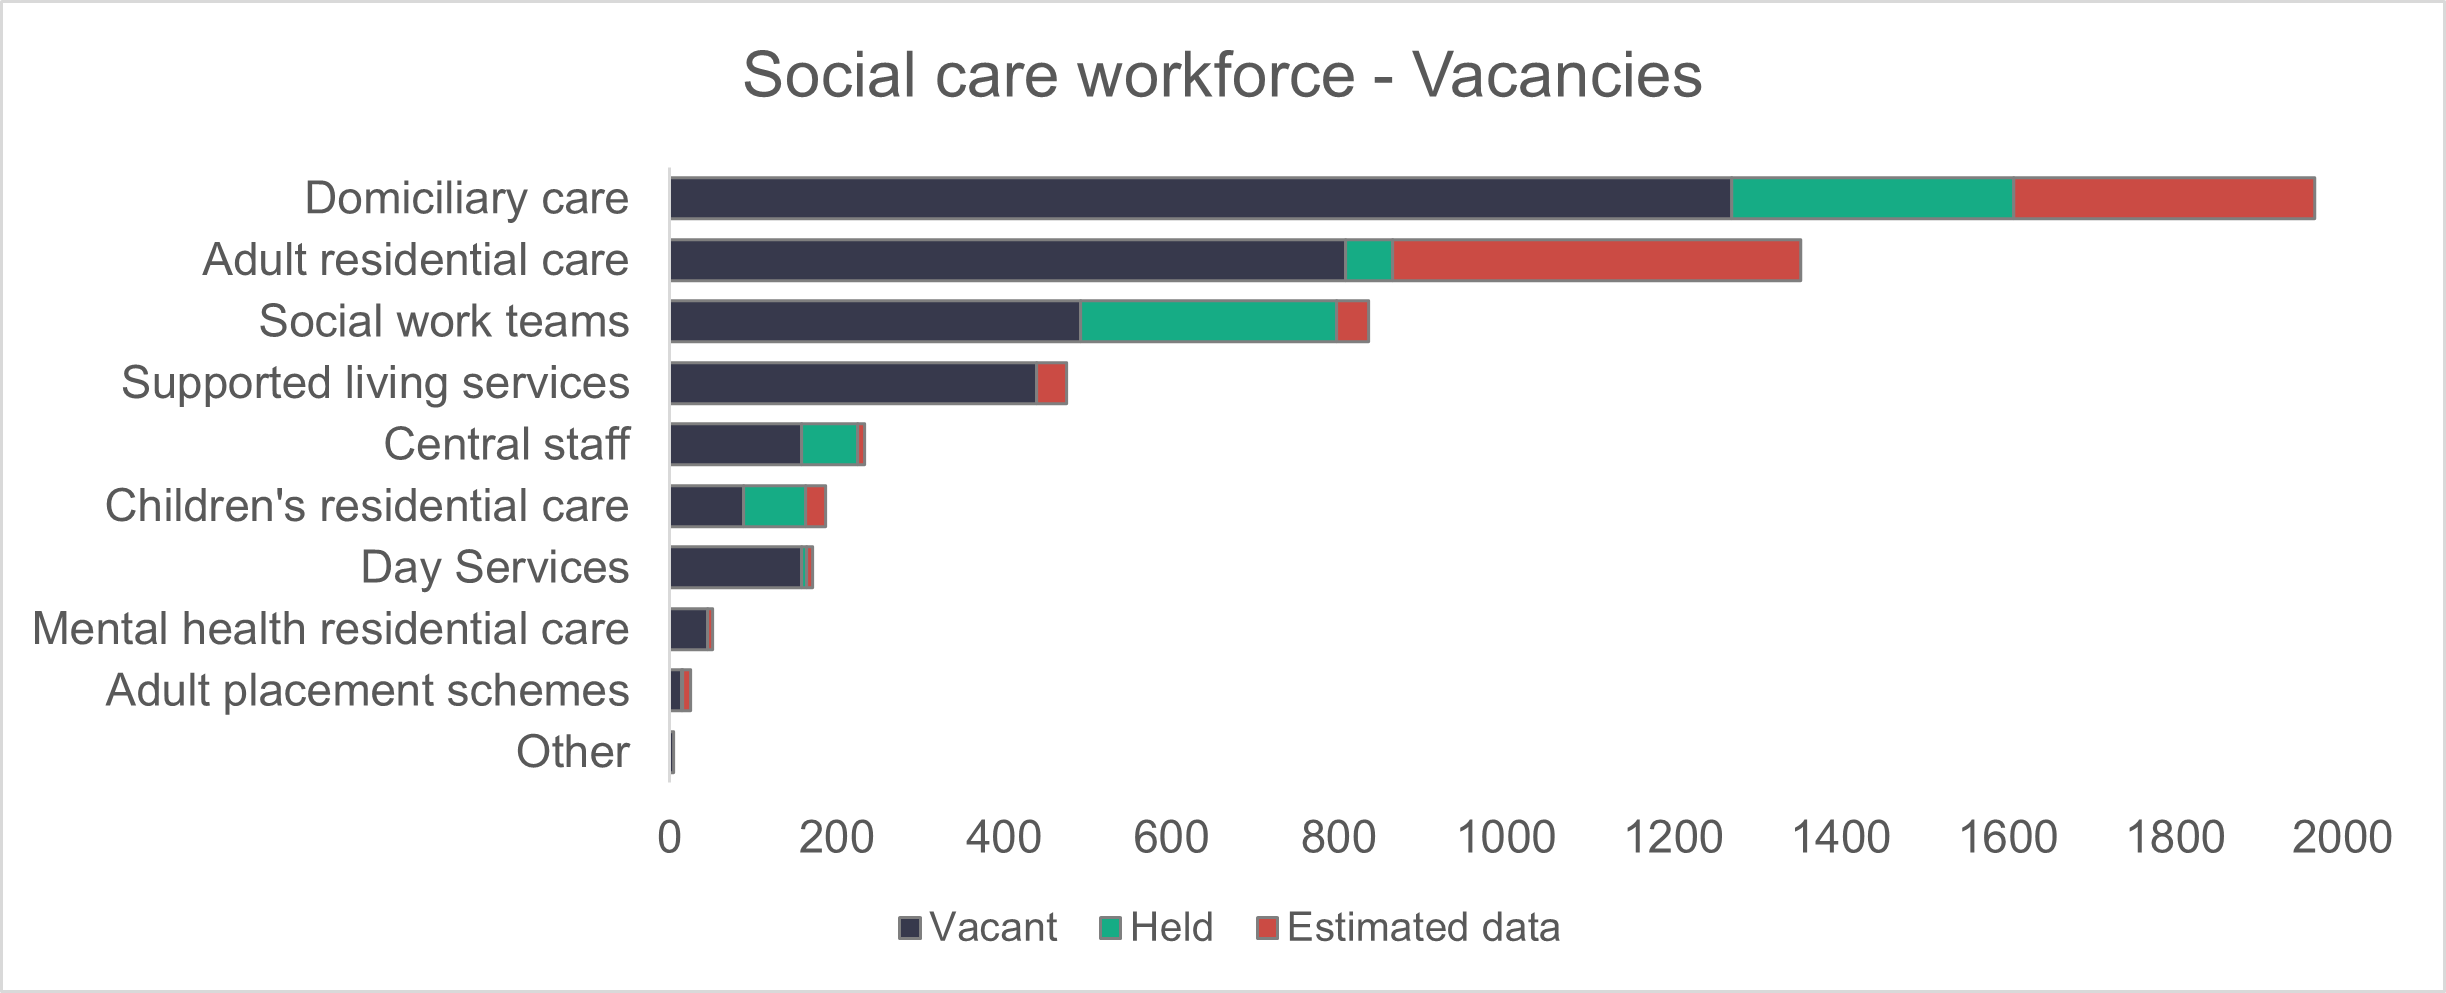 Social care workforce - Vacancies
Domiciliary care
Adult residential care
Social work teams
Supported living services
Central staff
Children's residential care
Day Services
Mental health residential care
Adult placement schemes
Other
0 200 400 600 800 1000 1200 1400 1600 1800 2000
Vacant Held Estimated data